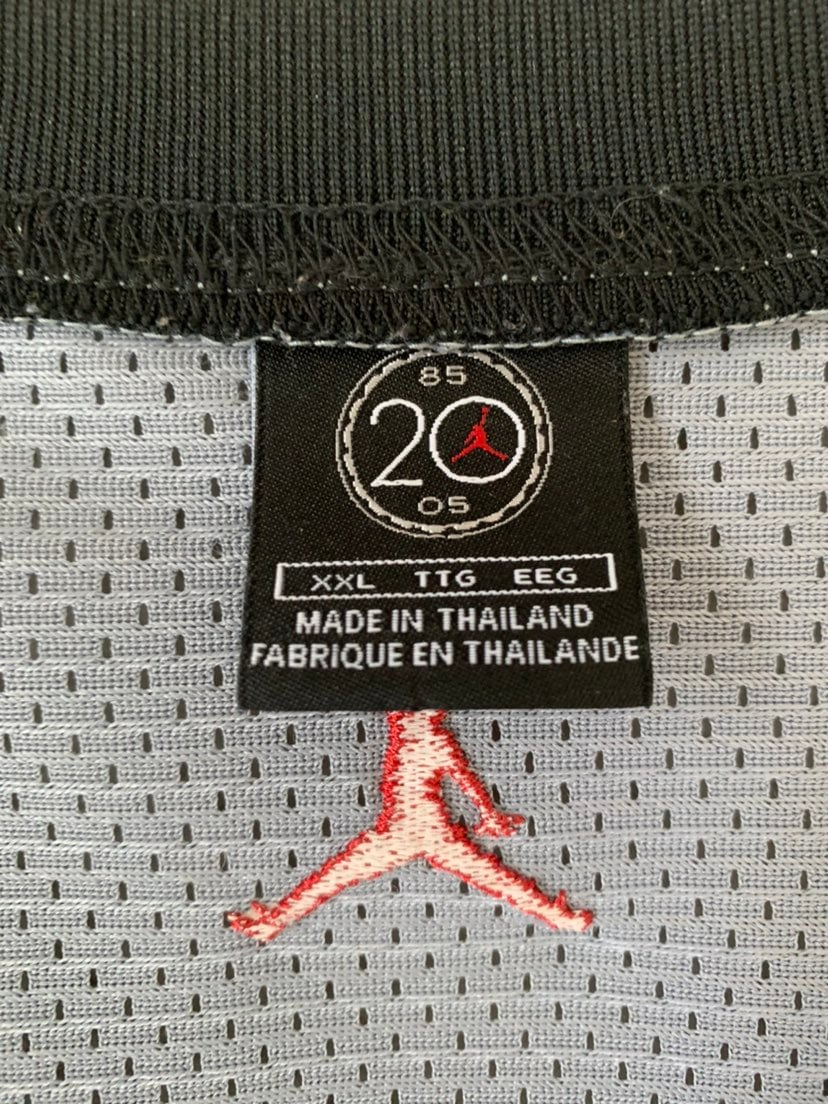 85
20
05
XXL TTG EEG
MADE IN THAILAND
FABRIQUE EN THAILANDE